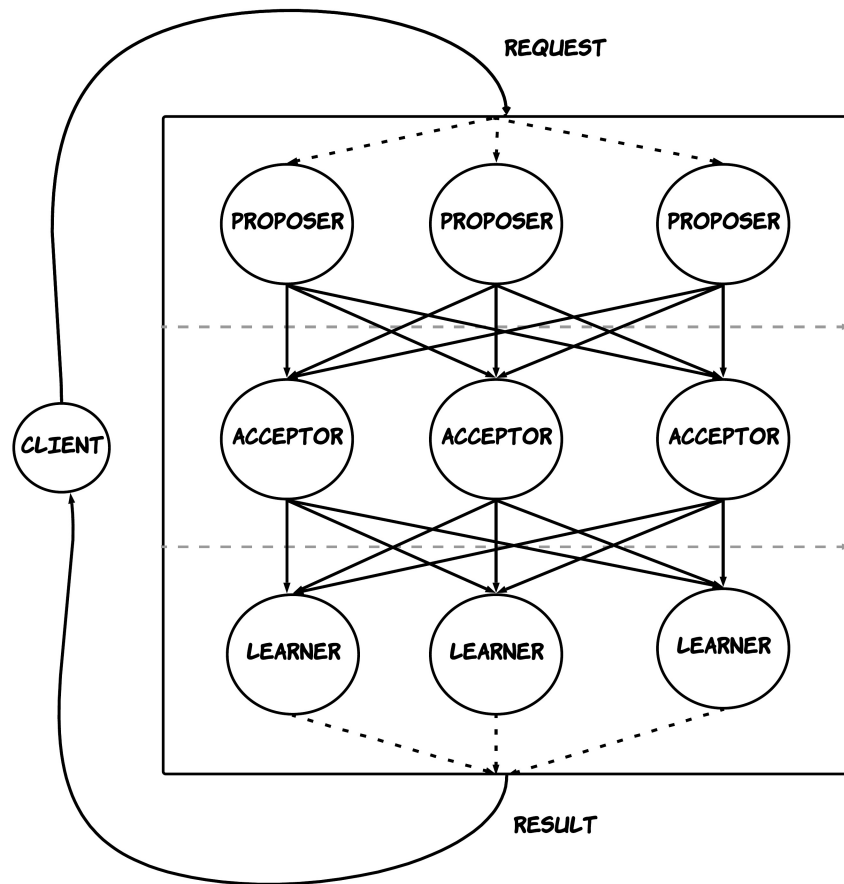 REQUEST
PROPOSER PROPOSER PROPOSER
CLIENT
ACCEPTOR ACCEPTOR ACCEPTOR
LEARNER LEARNER LEARNER
RESULT